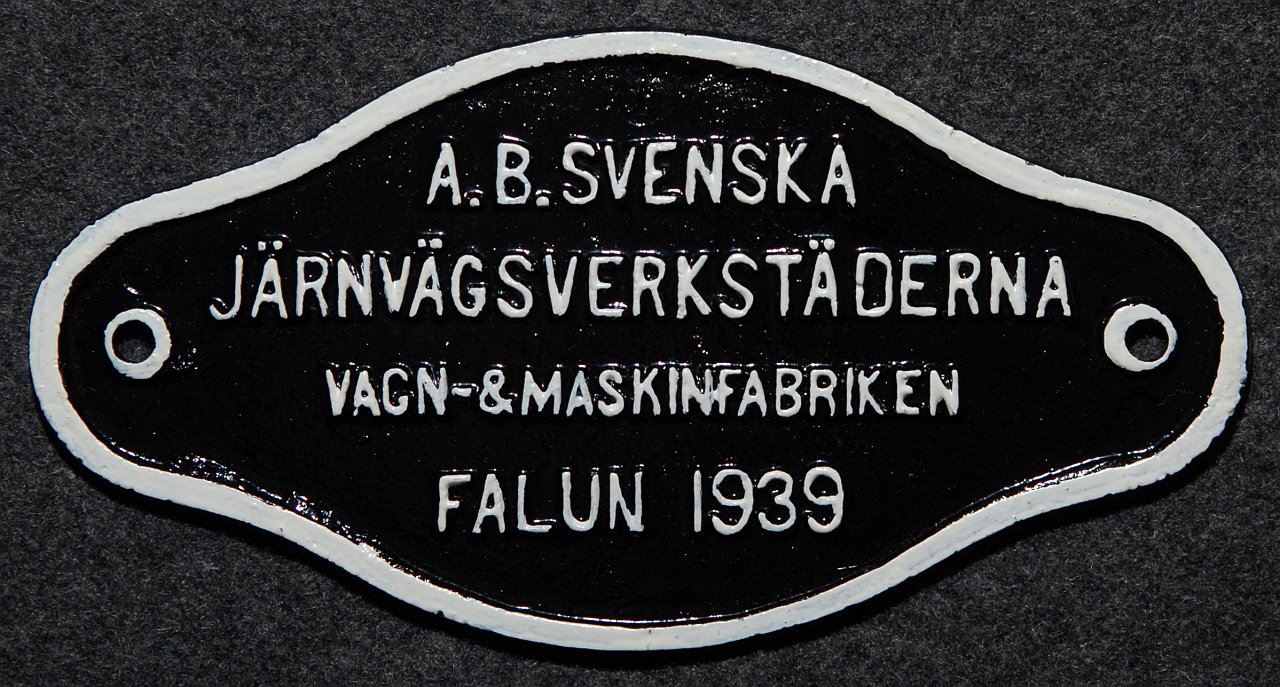 A.B. SVENSKA
JÄRNVÄGSVERKSTÄDERNA
VAGN-&MASKINFABRIKEN
FALUN 1939